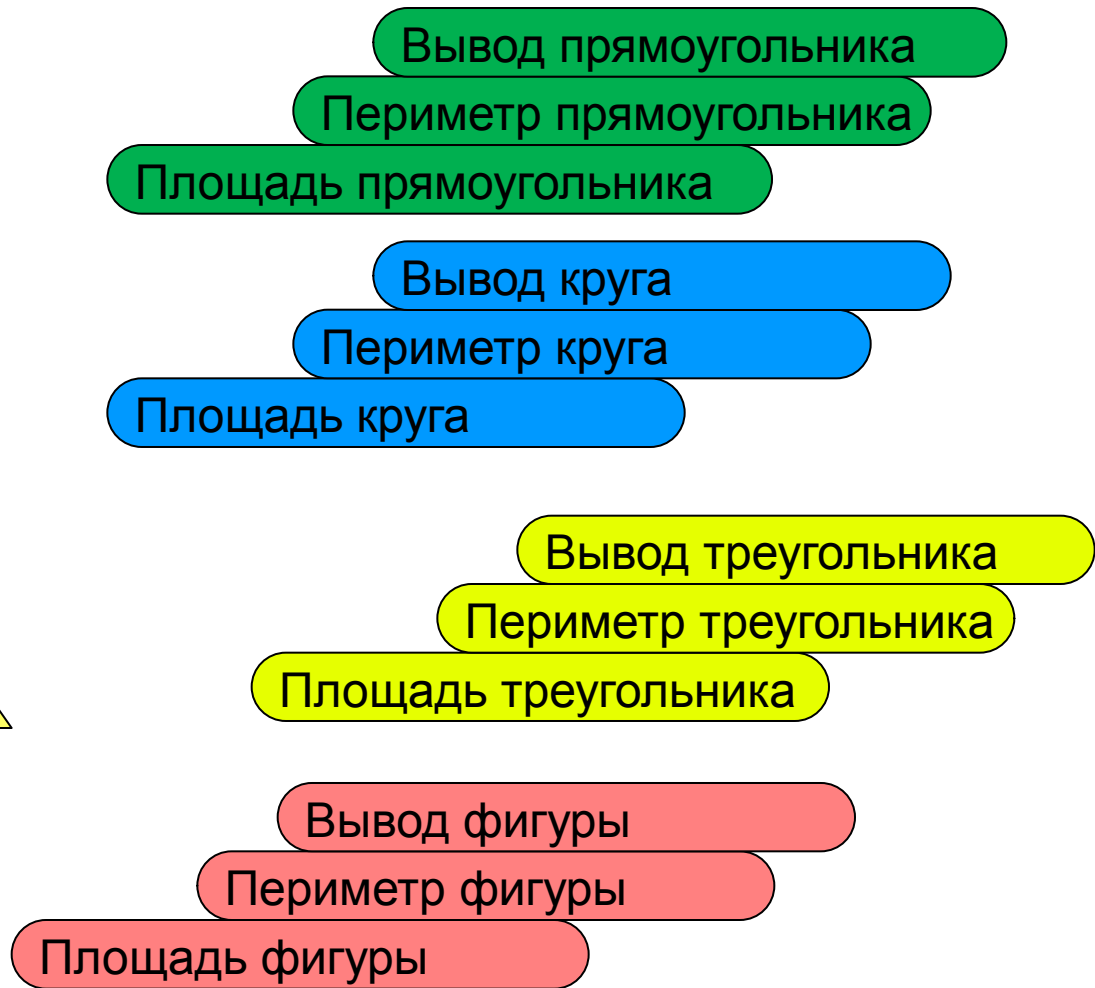 Вывод прямоугольника
Периметр прямоугольника
Площадь прямоугольника
Вывод круга
Периметр круга
Площадь круга
Вывод треугольника
Периметр треугольника
Площадь треугольника
Вывод фигуры
Периметр фигуры
Площадь фигуры